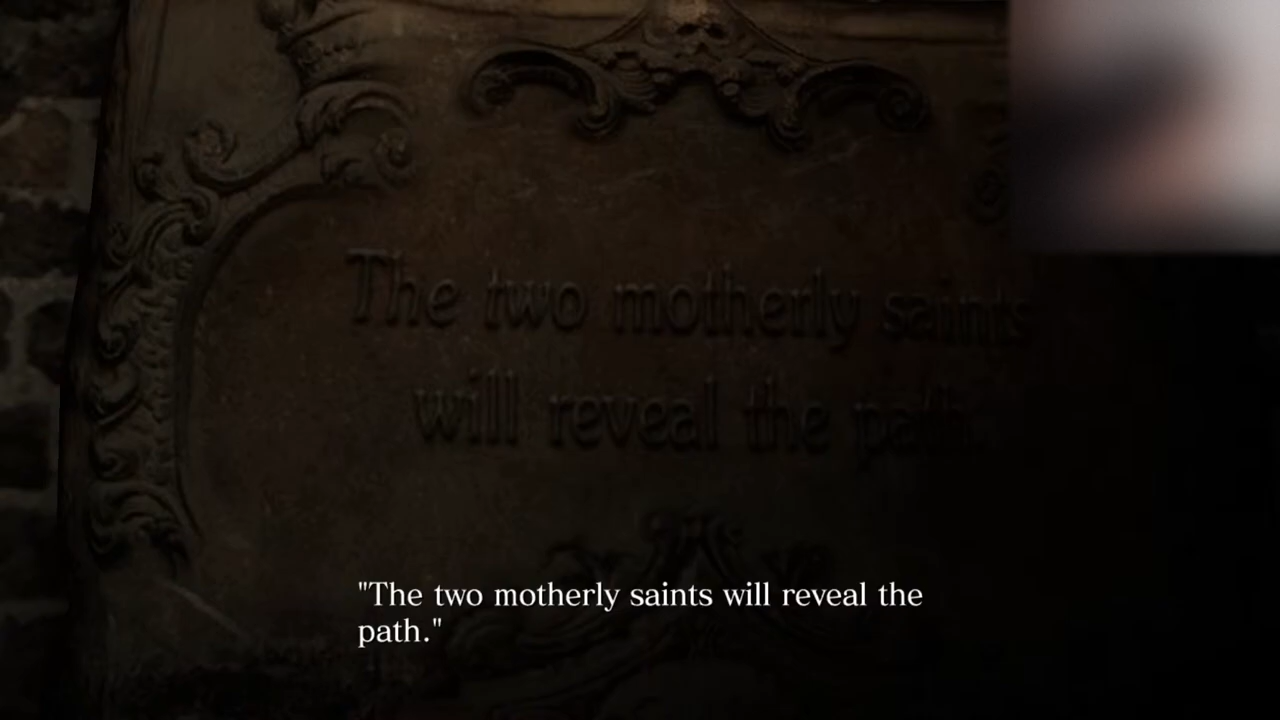 The two motherly saints
will reveal the path.
"The two motherly saints will reveal the
path."